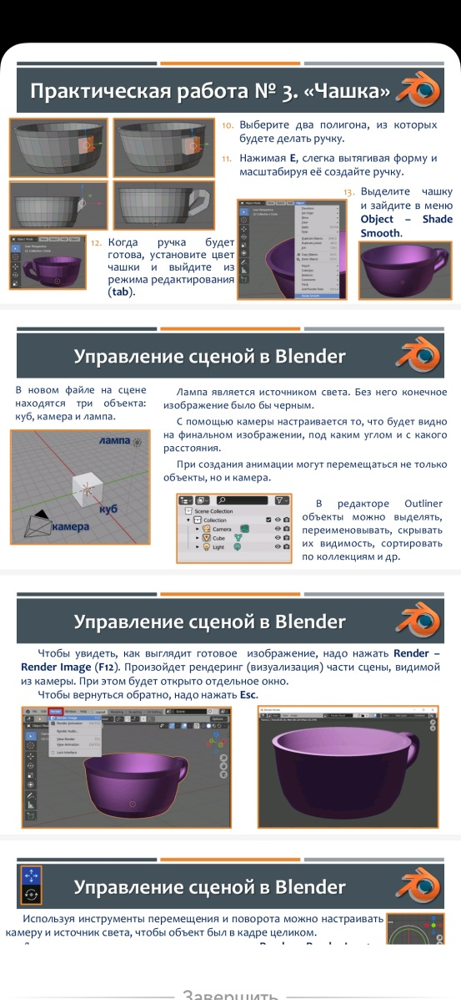 Практическая работа № 3. «Чашка»
10. Выберите два полигона, из которых
будете делать ручку.
11. Нажимая E, слегка вытягивая форму и
масштабируя её создайте ручку.
12. Когда ручка будет
готова, установите цвет
чашки и выйдите из
режима редактирования
(tab).
13. Выделите чашку
и зайдите в меню
Object – Shade
Smooth.
Управление сценой в Blender
В новом файле на сцене
находятся три объекта:
куб, камера и лампа.
лампа
куб
камера
Лампа является источником света. Без него конечное
изображение было бы черным.
С помощью камеры настраивается то, что будет видно
на финальном изображении, под каким углом и с какого
расстояния.
При создания анимации могут перемещаться не только
объекты, но и камера.
Scene Collection
Collection
Camera
Cube
Light
В редакторе Outliner
объекты можно выделять,
переименовывать, скрывать
их видимость, сортировать
по коллекциям и др.
Управление сценой в Blender
Чтобы увидеть, как выглядит готовое изображение, надо нажать Render –
Render Image (F12). Произойдет рендеринг (визуализация) части сцены, видимой
из камеры. При этом будет открыто отдельное окно.
Чтобы вернуться обратно, надо нажать Esc.
Управление сценой в Blender
Используя инструменты перемещения и поворота можно настраивать
камеру и источник света, чтобы объект был в кадре целиком.
Завершить